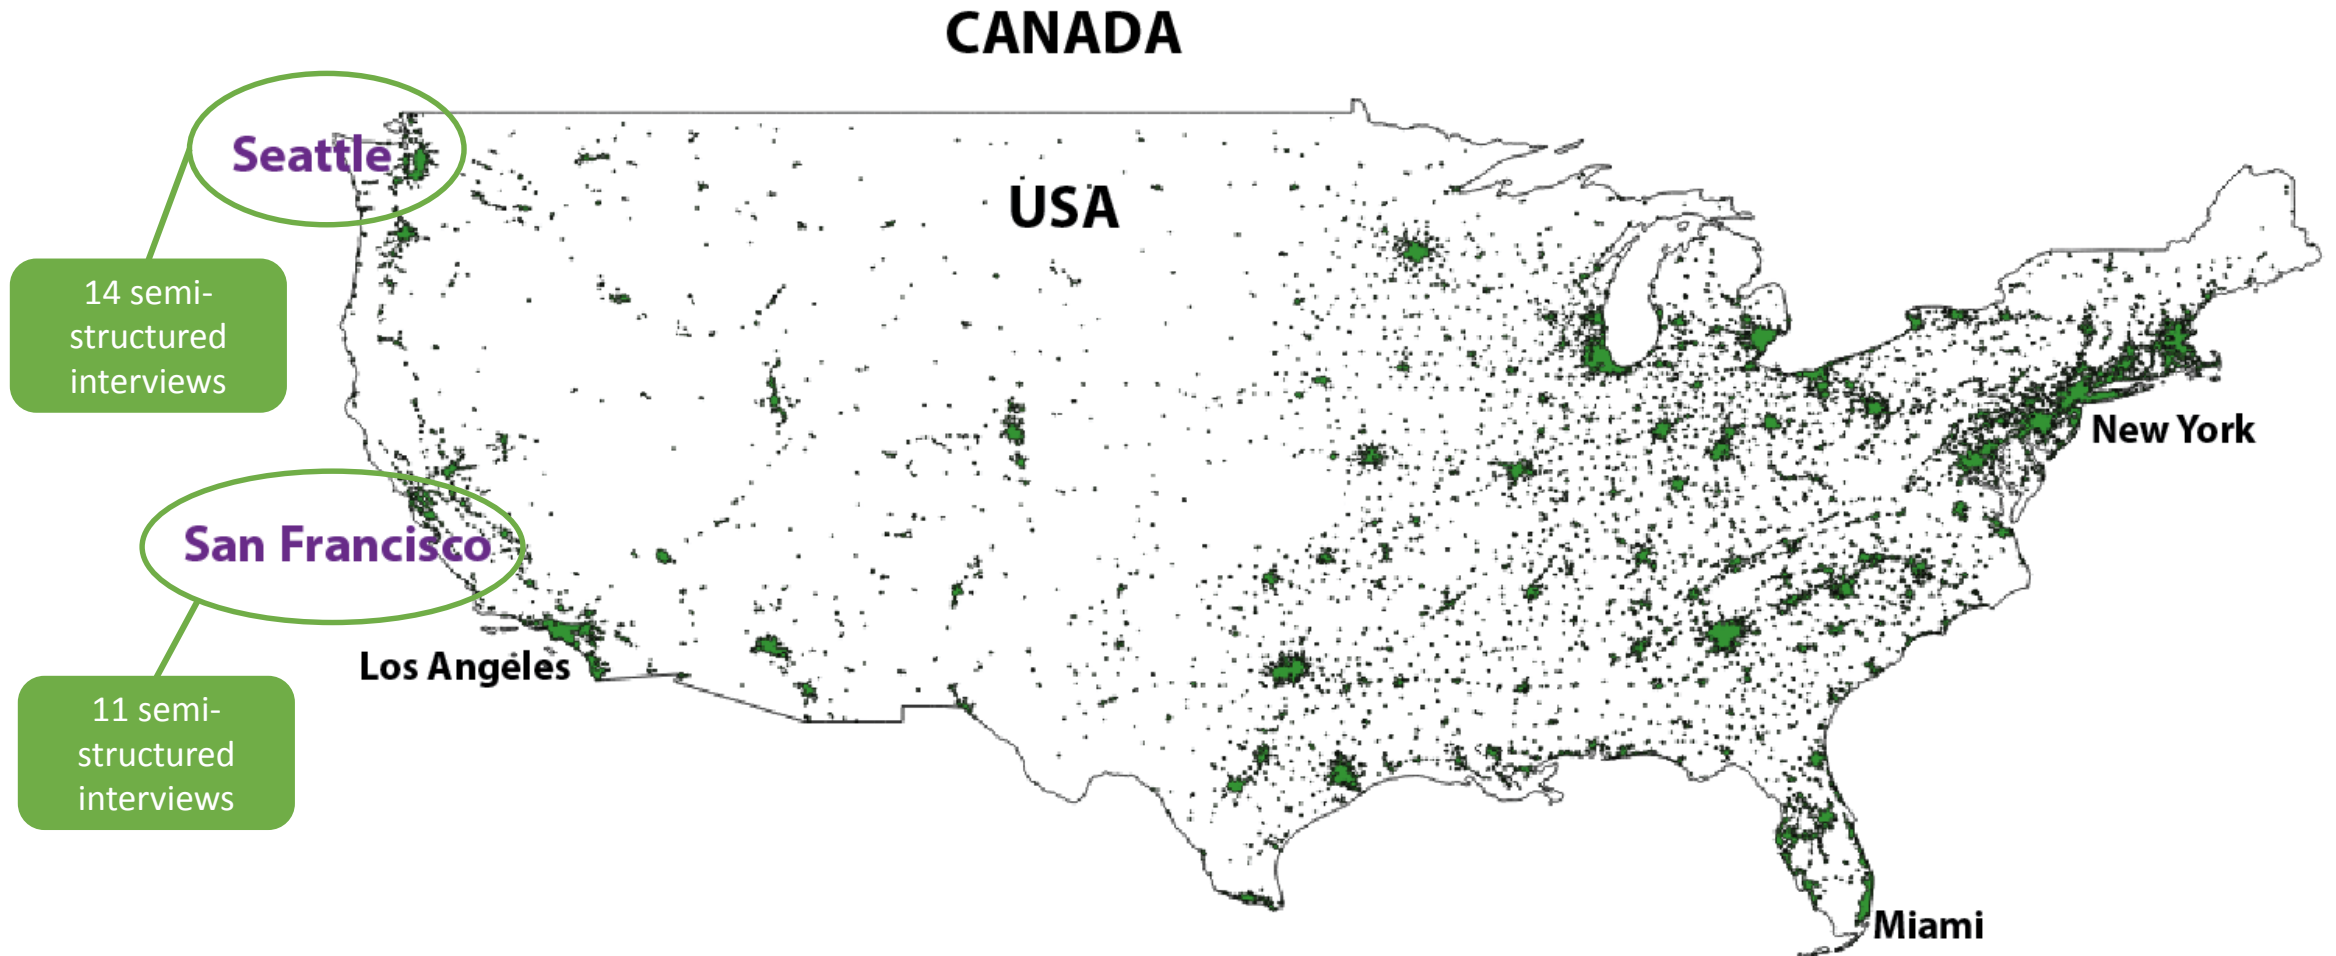 CANADA
Seattle
USA
14 semi-
structured
interviews
New York
San Francisco
Los Angeles
11 semi-
structured
interviews
Miami